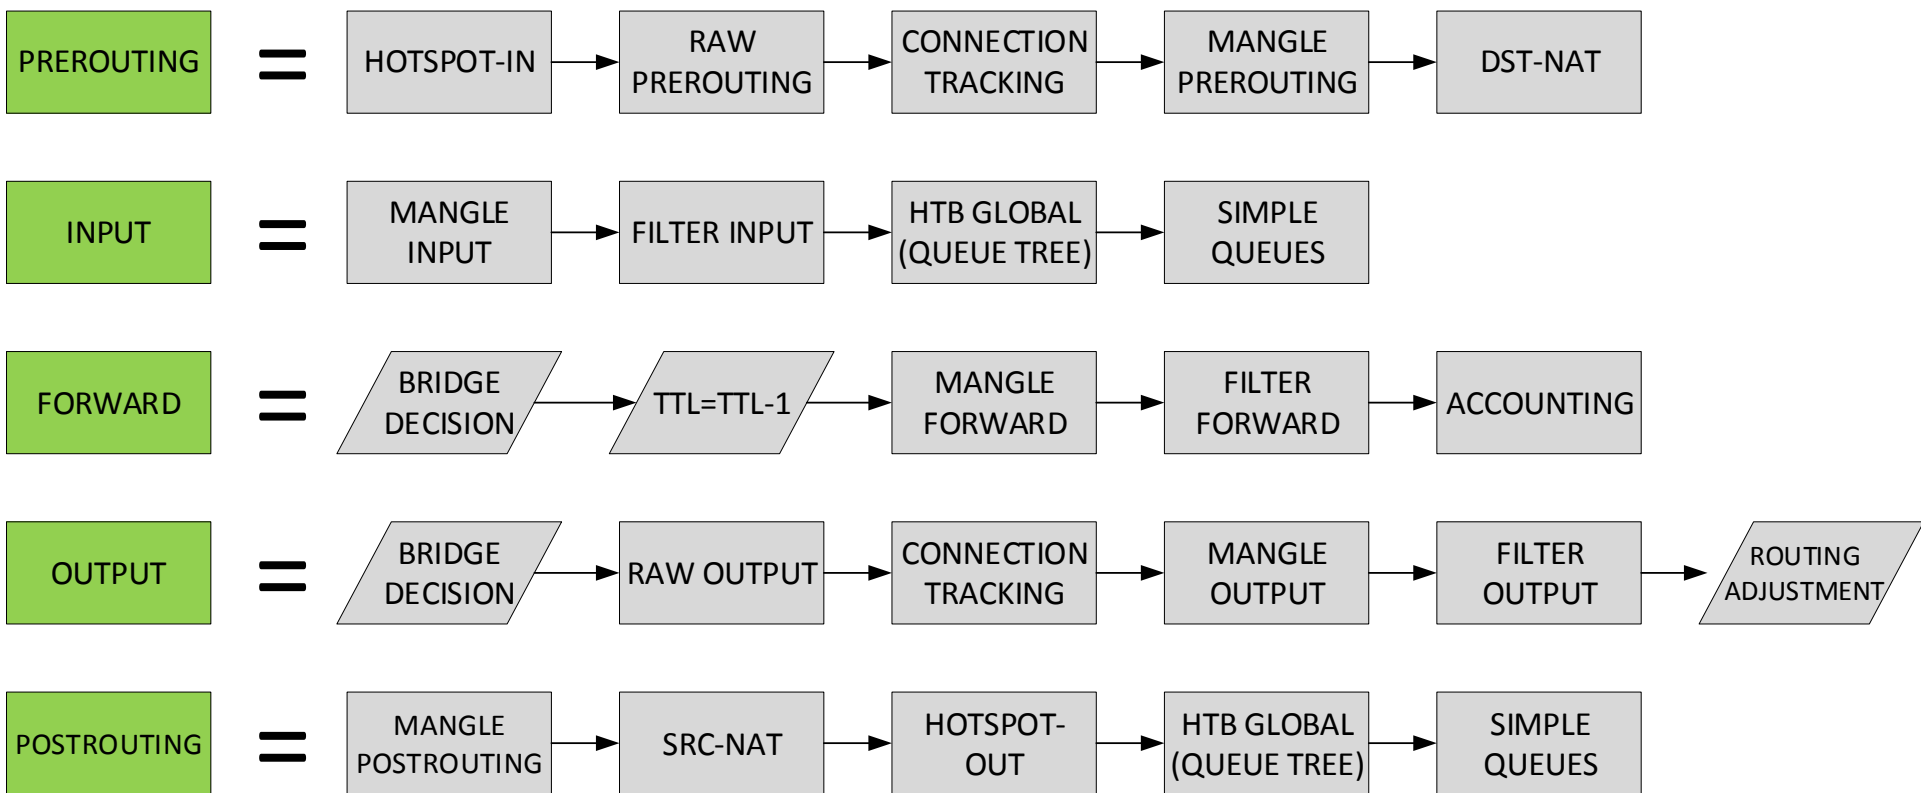 PREROUTING
=
HOTSPOT-IN
RAW
PREROUTING
CONNECTION
TRACKING
MANGLE
PREROUTING
DST-NAT
INPUT
=
MANGLE
INPUT
FILTER INPUT
HTB GLOBAL
(QUEUE TREE)
SIMPLE
QUEUES
FORWARD
=
BRIDGE
DECISION
TTL=TTL-1
MANGLE
FORWARD
FILTER
FORWARD
ACCOUNTING
OUTPUT
=
BRIDGE
DECISION
RAW OUTPUT
CONNECTION
TRACKING
MANGLE
OUTPUT
FILTER
OUTPUT
ROUTING
ADJUSTMENT
POSTROUTING
=
MANGLE
POSTROUTING
SRC-NAT
HOTSPOT-
OUT
HTB GLOBAL
(QUEUE TREE)
SIMPLE
QUEUES